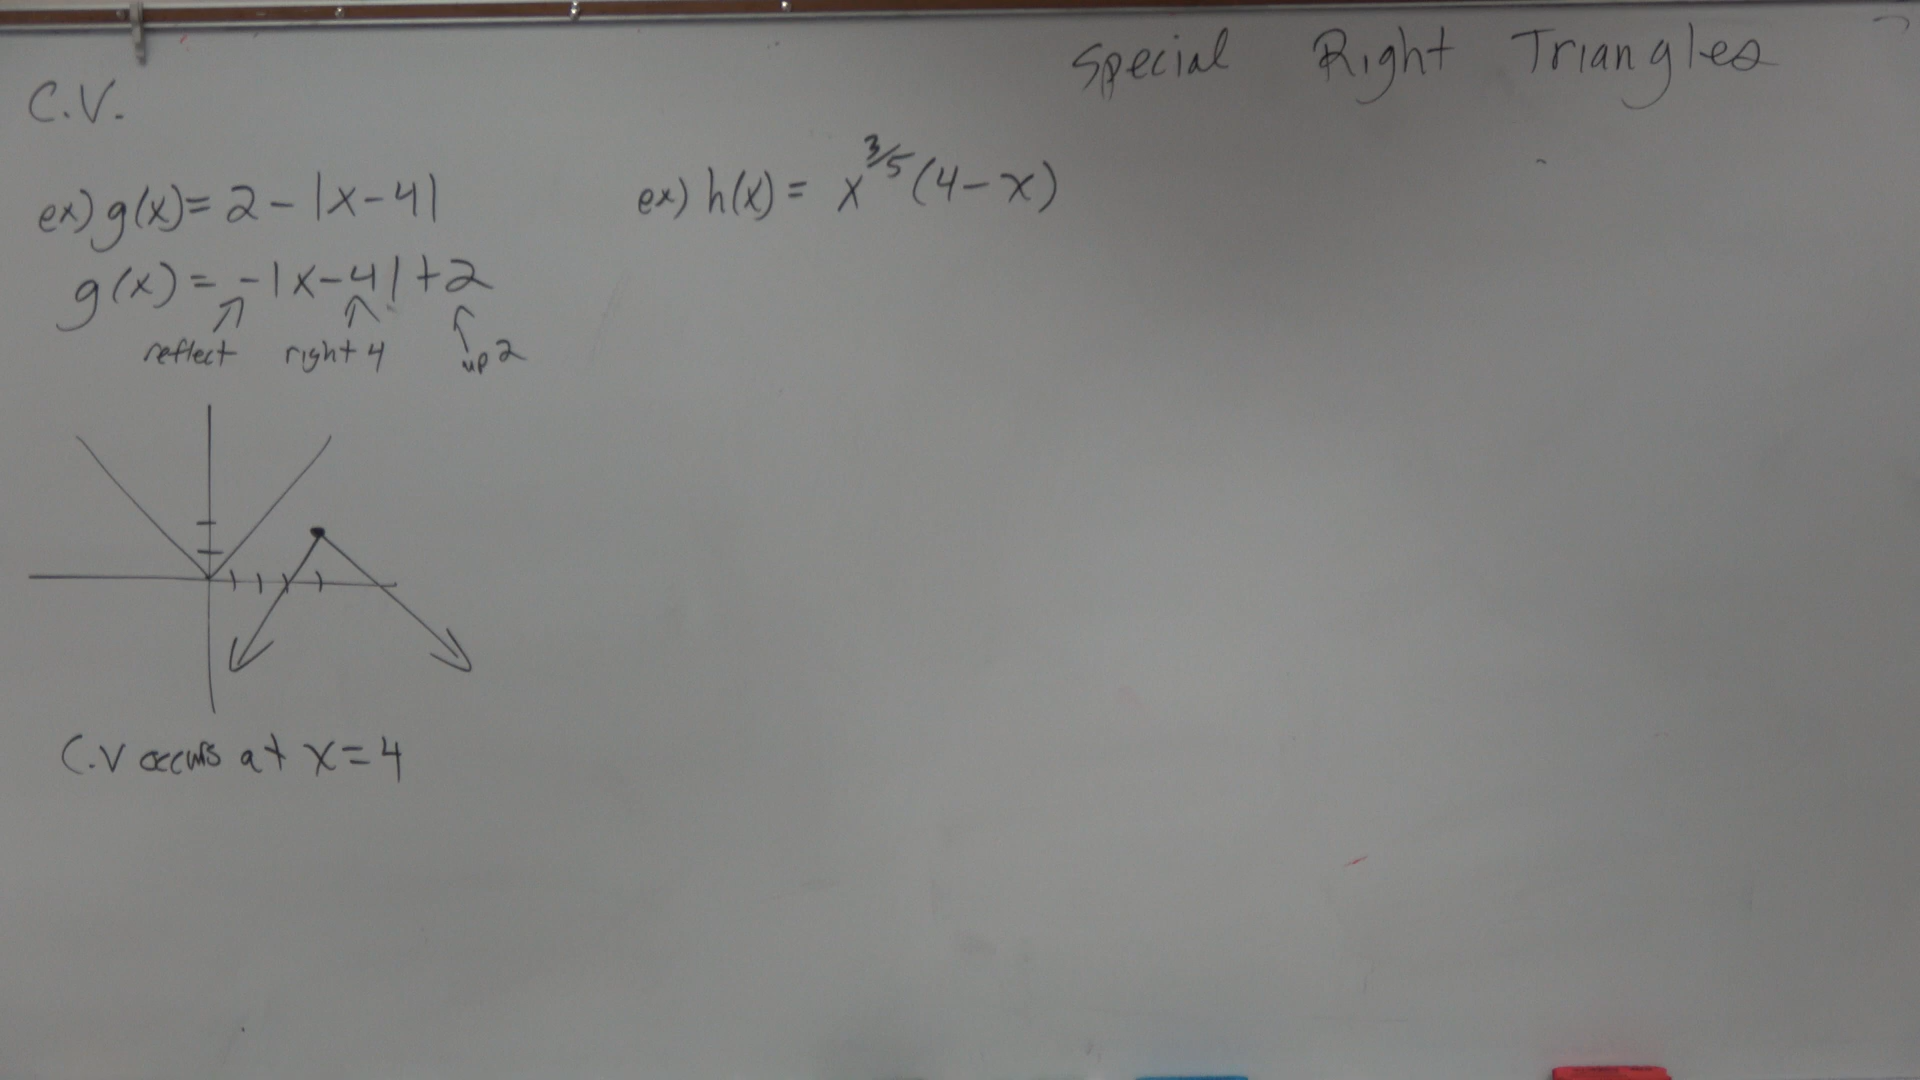 Special Right Triangles
C.V.
ex) g(x) = 2 - |x-4|
g(x) = -|x-4| +2
reflect right 4 up 2
C.V occurs at x=4
ex) h(x) = x^3/5 (4-x)